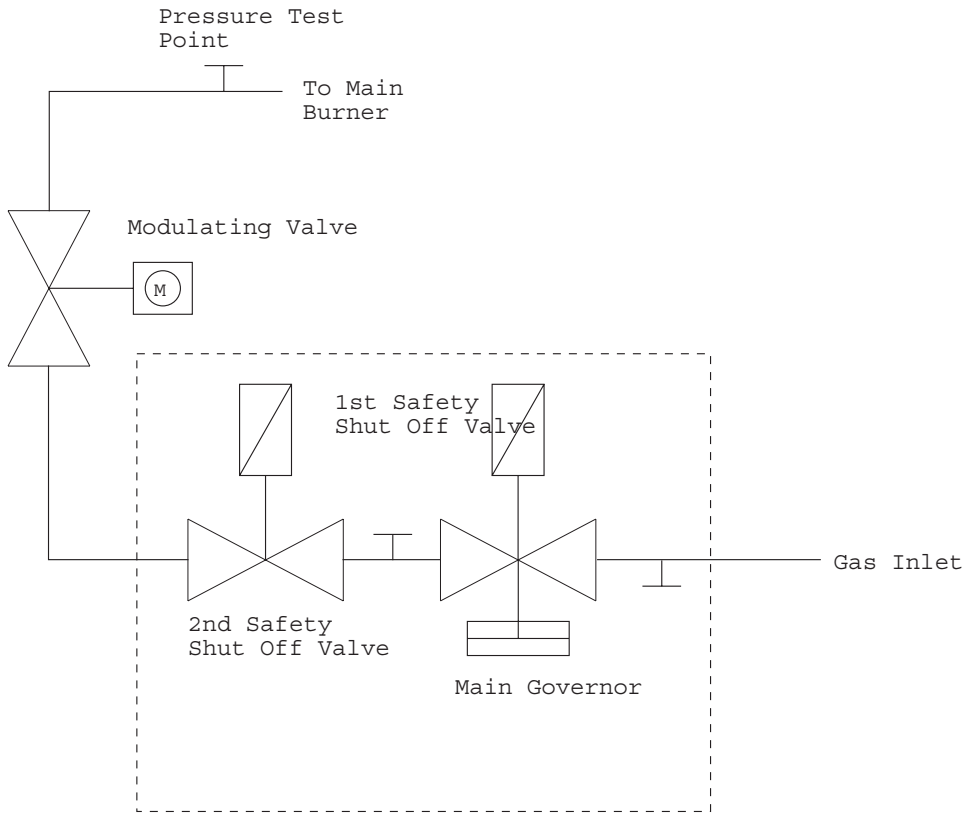 Pressure Test
Point
To Main
Burner
Modulating Valve
M
1st Safety
Shut Off Valve
Gas Inlet
2nd Safety
Shut Off Valve
Main Governor